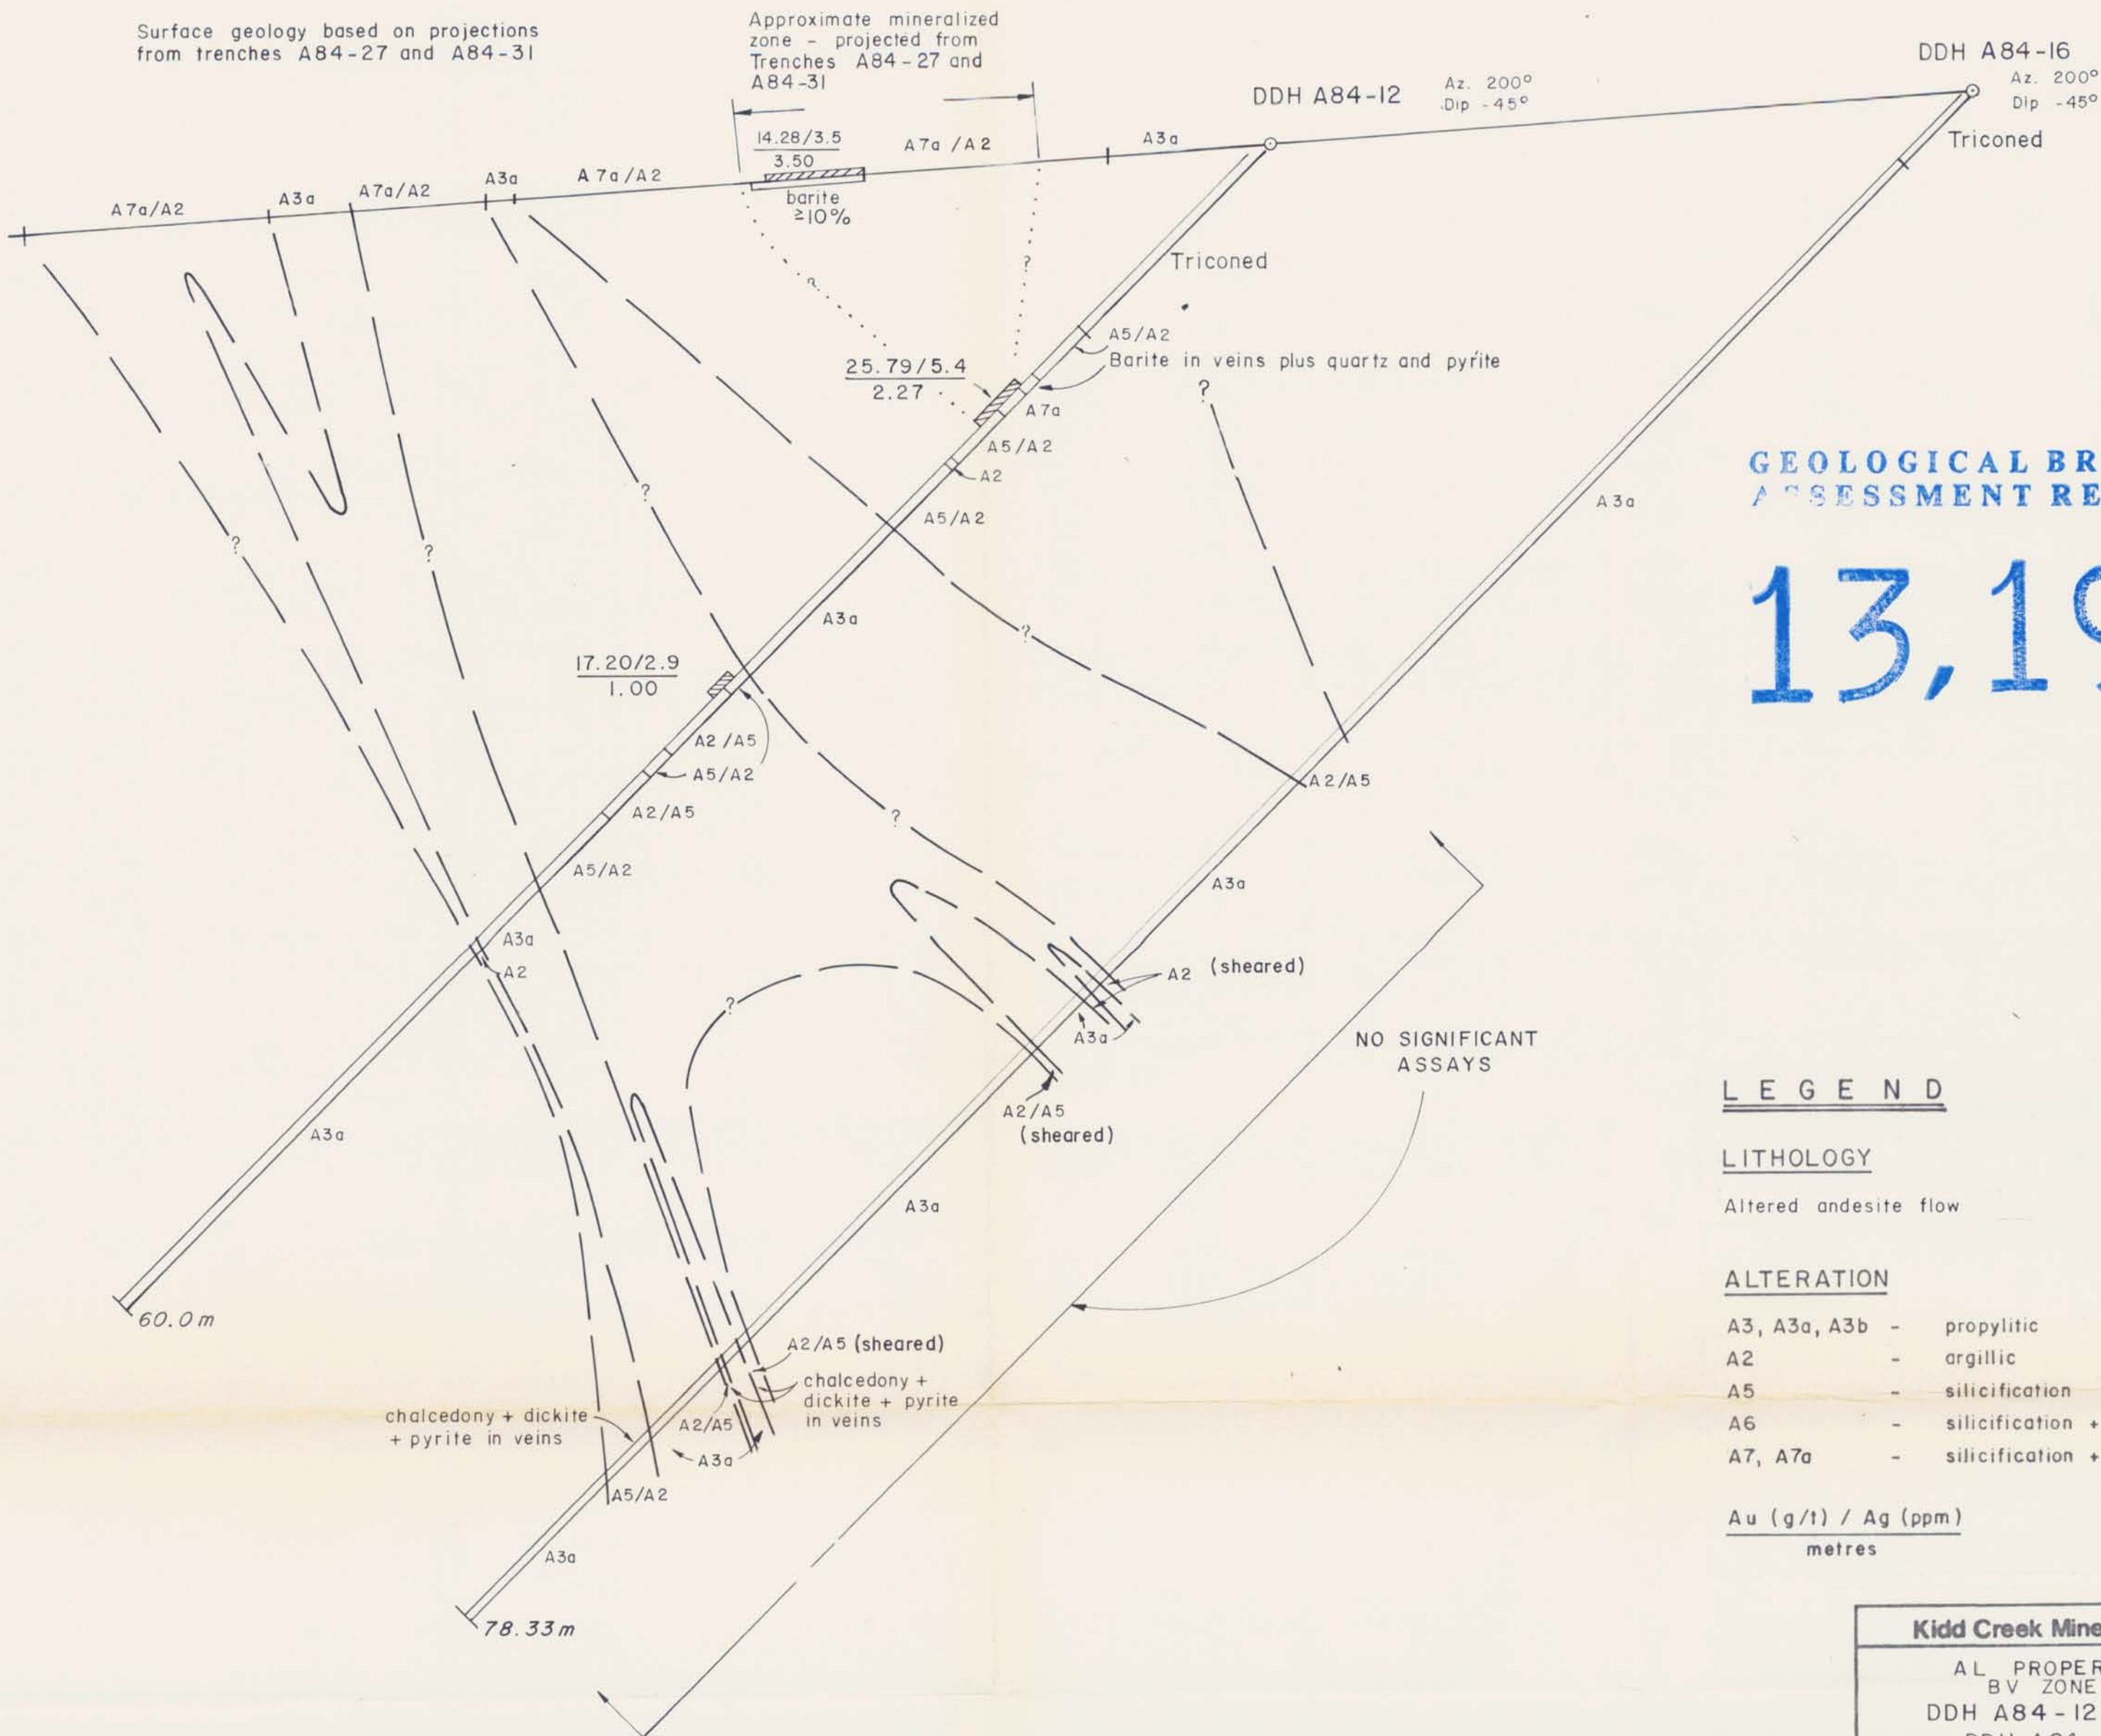 Surface geology based on projections
from trenches A84-27 and A84-31
Approximate mineralized
zone - projected from
Trenches A84-27 and
A84-31
DDH A84-12
Az. 200°
Dip -45°
DDH A84-16
Az. 200°
Dip -45°
Triconed
14.28/3.5
3.50
A7a/A2
A3a
A7a/A2
A3a
A7a/A2
A7a/A2
A3a
barite
≥10%
Triconed
?
?
A5/A2
Barite in veins plus quartz and pyrite
25.79/5.4
2.27
?
A7a
A5/A2
A2
A5/A2
A3a
GEOLOGICAL BR
ASSESSMENT RE
13,19
?
?
?
A3a
?
17.20/2.9
1.00
A2/A5
A5/A2
A2/A5
A2/A5
?
A5/A2
A3a
A3a
A2
A2 (sheared)
?
A3a
NO SIGNIFICANT
ASSAYS
A2/A5
(sheared)
A3a
A3a
60.0m
A2/A5 (sheared)
chalcedony +
dickite + pyrite
in veins
chalcedony + dickite
+ pyrite in veins
A2/A5
A3a
A5/A2
A3a
78.33m
LEGEND
LITHOLOGY
Altered andesite flow
ALTERATION
A3, A3a, A3b - propylitic
A2 - argillic
A5 - silicification
A6 - silicification +
A7, A7a - silicification +
Au (g/t) / Ag (ppm)
metres
Kidd Creek Mine
AL PROPER
BV ZONE
DDH A84-12